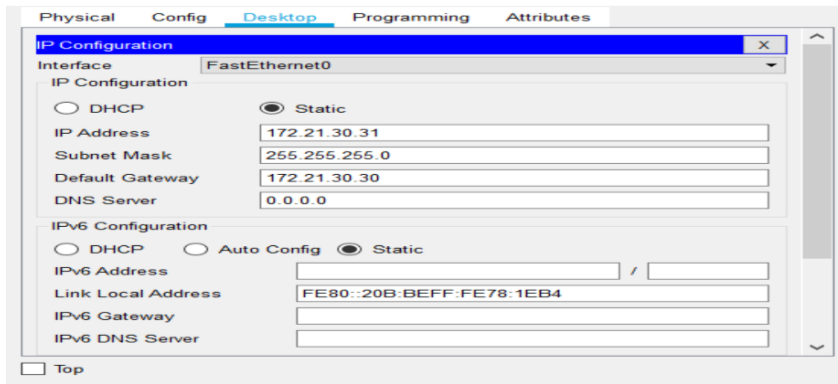 Physical Config Desktop Programming Attributes
IP Configuration X
Interface FastEthernet0
IP Configuration
DHCP Static
IP Address 172.21.30.31
Subnet Mask 255.255.255.0
Default Gateway 172.21.30.30
DNS Server 0.0.0.0
IPv6 Configuration
DHCP Auto Config Static
IPv6 Address /
Link Local Address FE80::20B:BEFF:FE78:1EB4
IPv6 Gateway
IPv6 DNS Server
Top